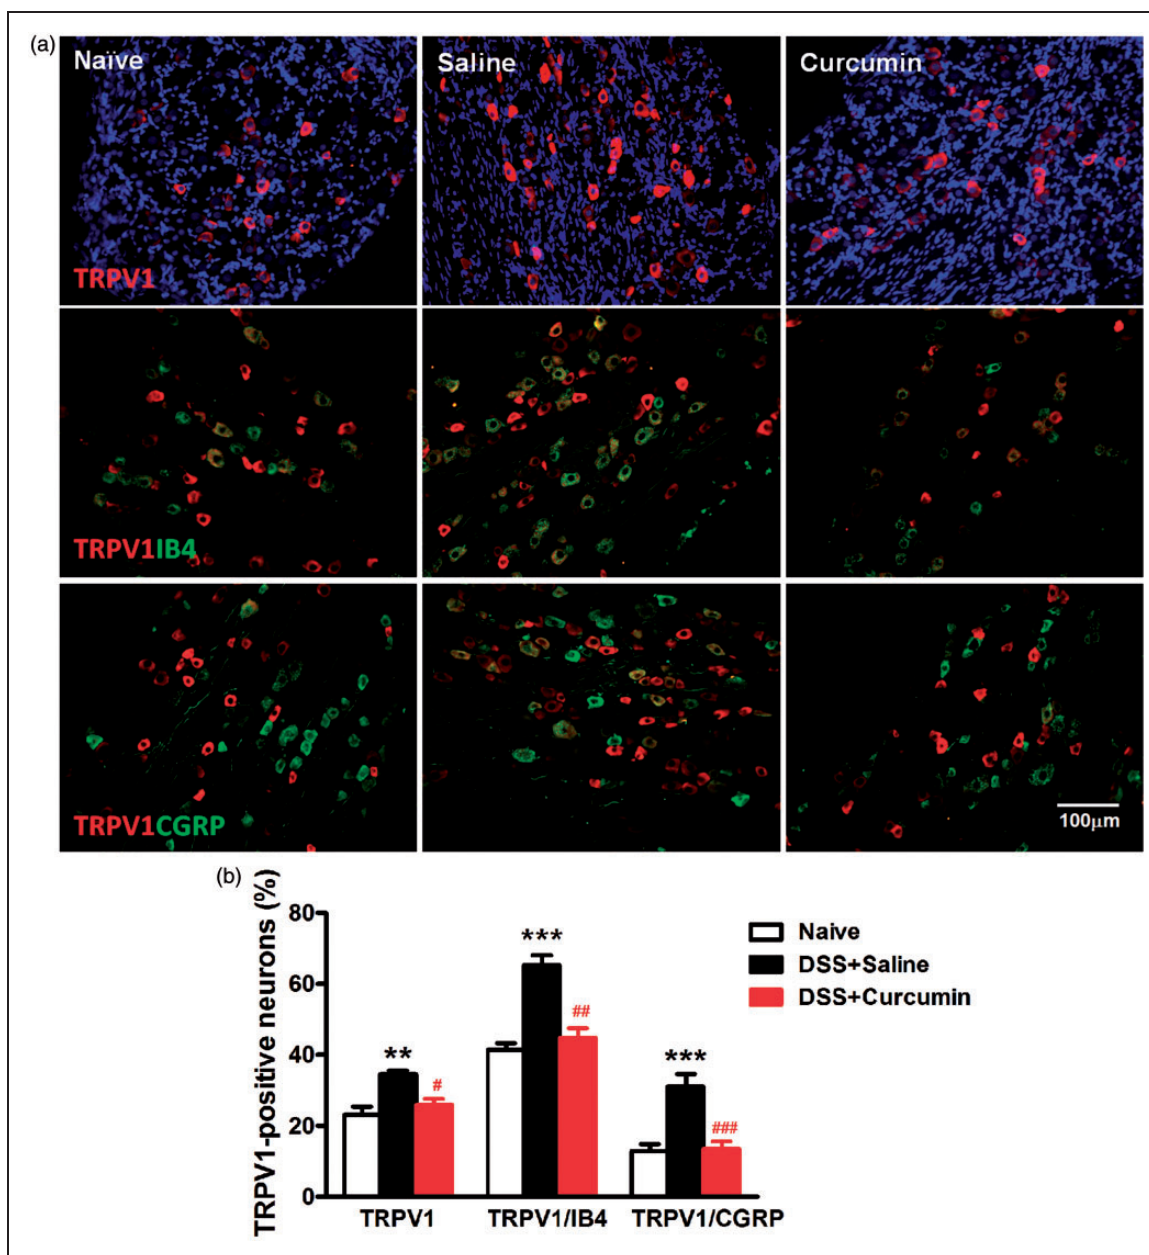 (a)
Naïve
Saline
Curcumin
TRPV1
TRPV1IB4
TRPV1CGRP
100μm
(b)
TRPV1-positive neurons (%)
80
60
40
20
0
**
#
***
##
***
###
TRPV1
TRPV1/IB4
TRPV1/CGRP
Naive
DSS+Saline
DSS+Curcumin